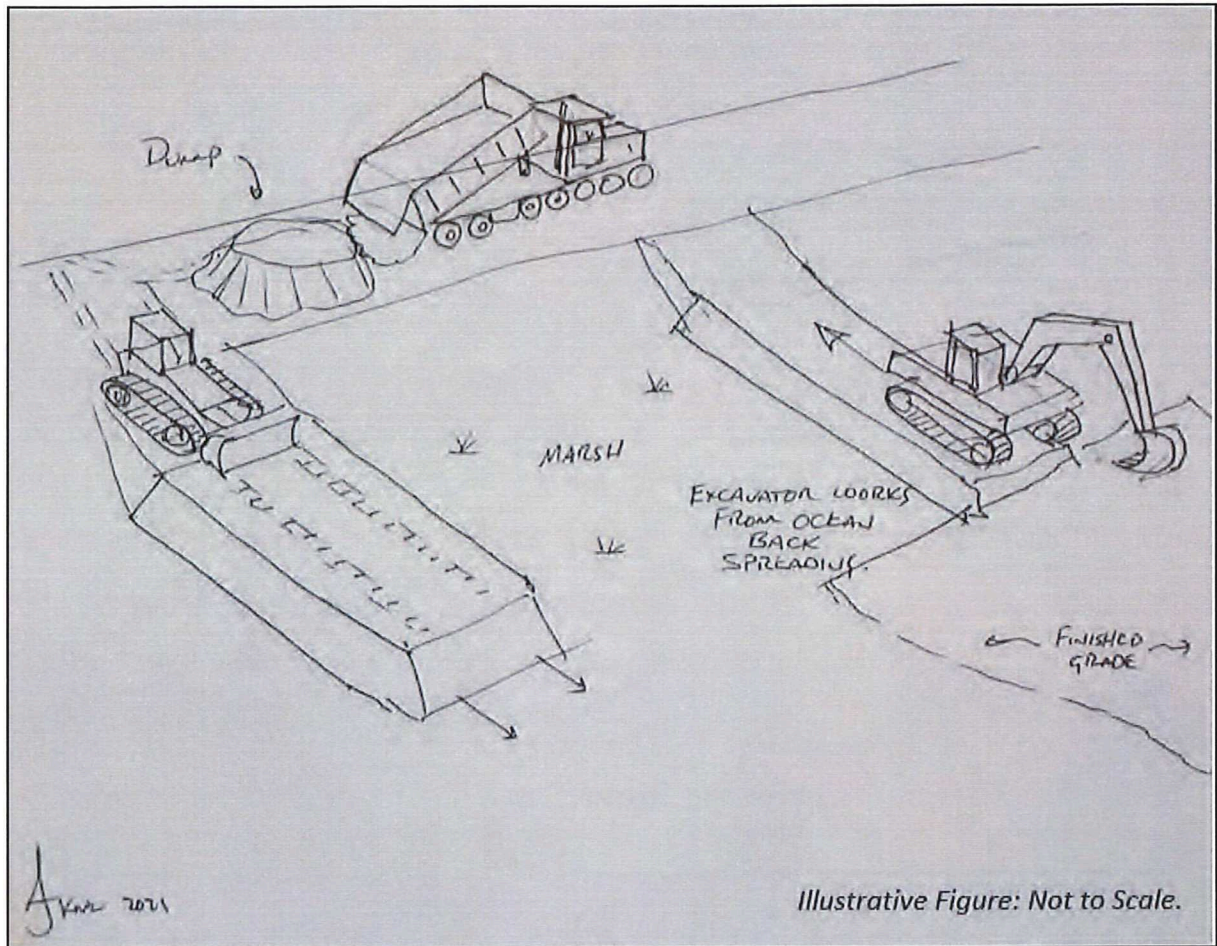 Dump
MARSH
EXCAVATOR WORKS
FROM OCEAN
BACK
SPREADING.
FINISHED
GRADE
2021
Illustrative Figure: Not to Scale.